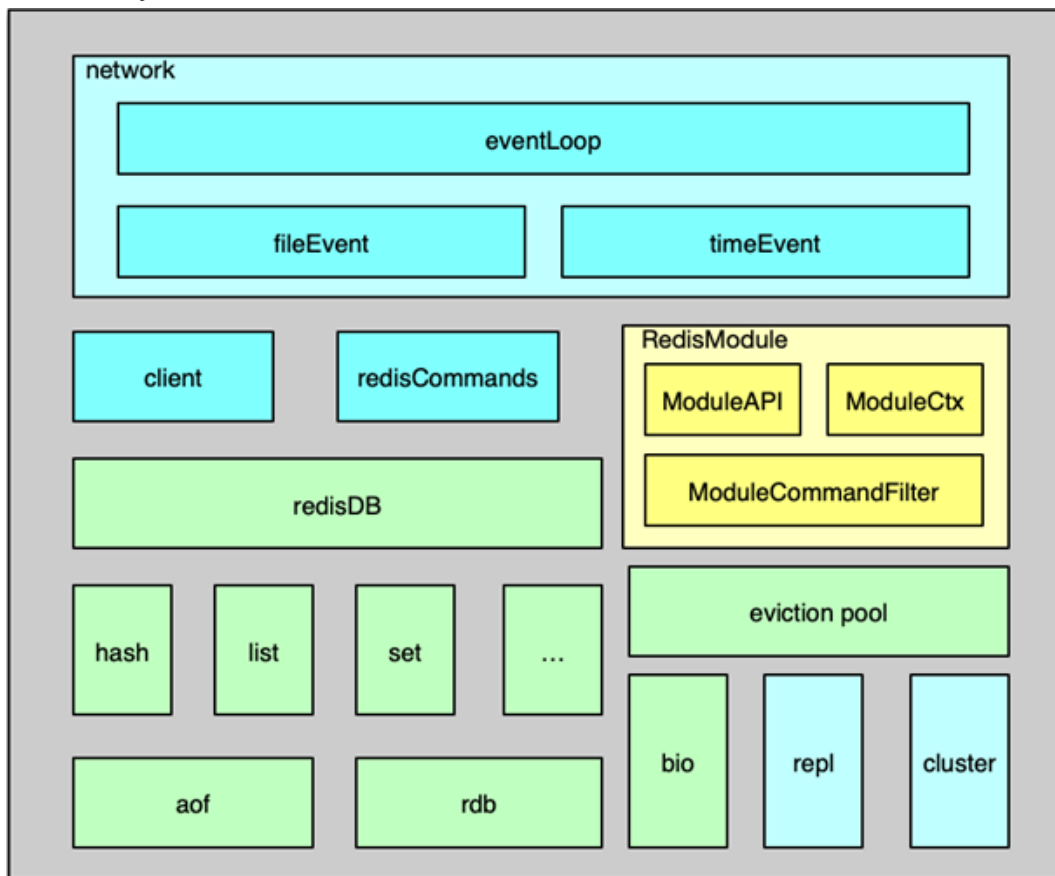 network
eventLoop
fileEvent
timeEvent
client
redisCommands
RedisModule
ModuleAPI
ModuleCtx
ModuleCommandFilter
redisDB
eviction pool
hash
list
set
...
bio
repl
cluster
aof
rdb